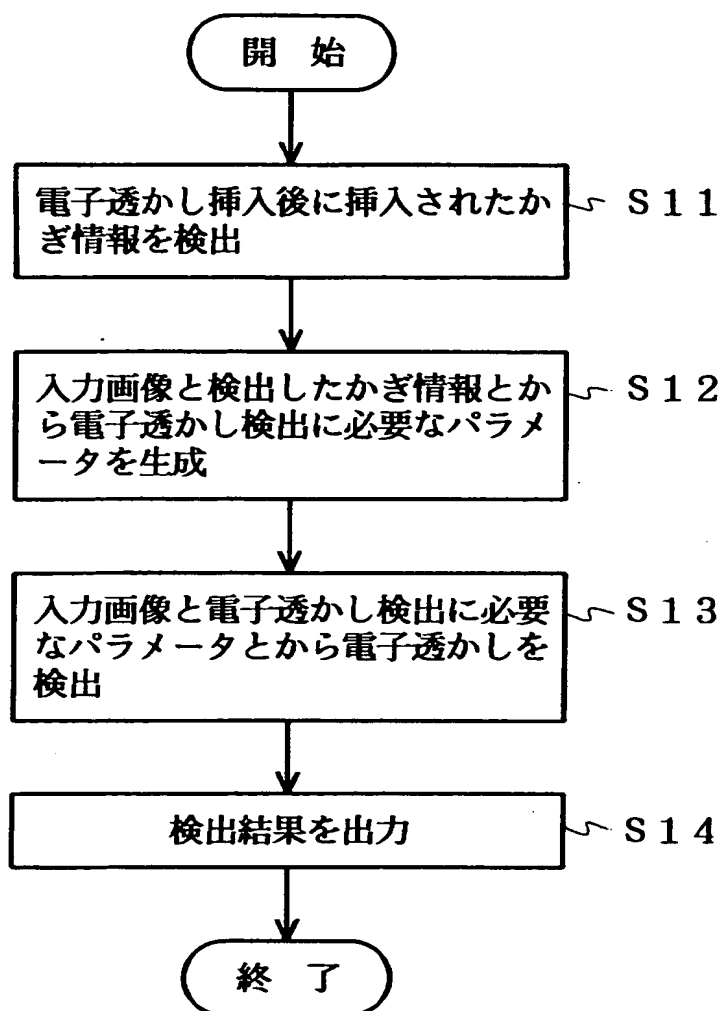 開 始
電子透かし挿入後に挿入されたか
ぎ情報を検出
S11
入力画像と検出したかぎ情報とか
ら電子透かし検出に必要なパラメ
ータを生成
S12
入力画像と電子透かし検出に必要
なパラメータとから電子透かしを
検出
S13
検出結果を出力
S14
終 了